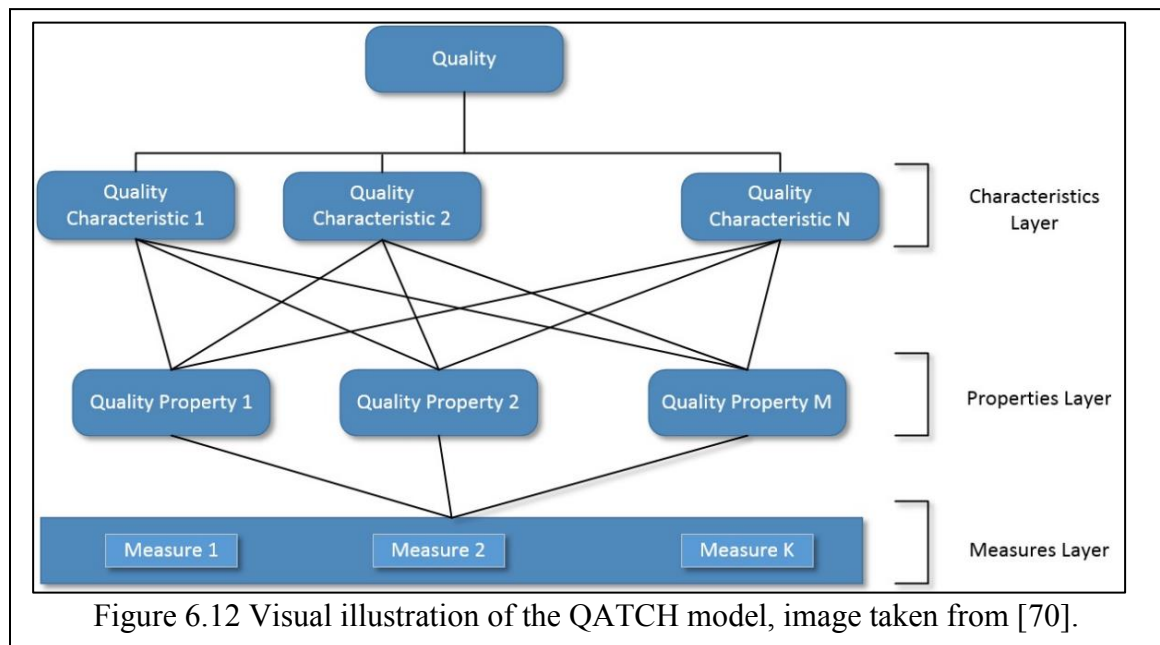 Quality
Quality
Characteristic 1
Quality
Characteristic 2
Quality
Characteristic N
Characteristics
Layer
Quality Property 1
Quality Property 2
Quality Property M
Properties Layer
Measure 1
Measure 2
Measure K
Measures Layer
Figure 6.12 Visual illustration of the QATCH model, image taken from [70].